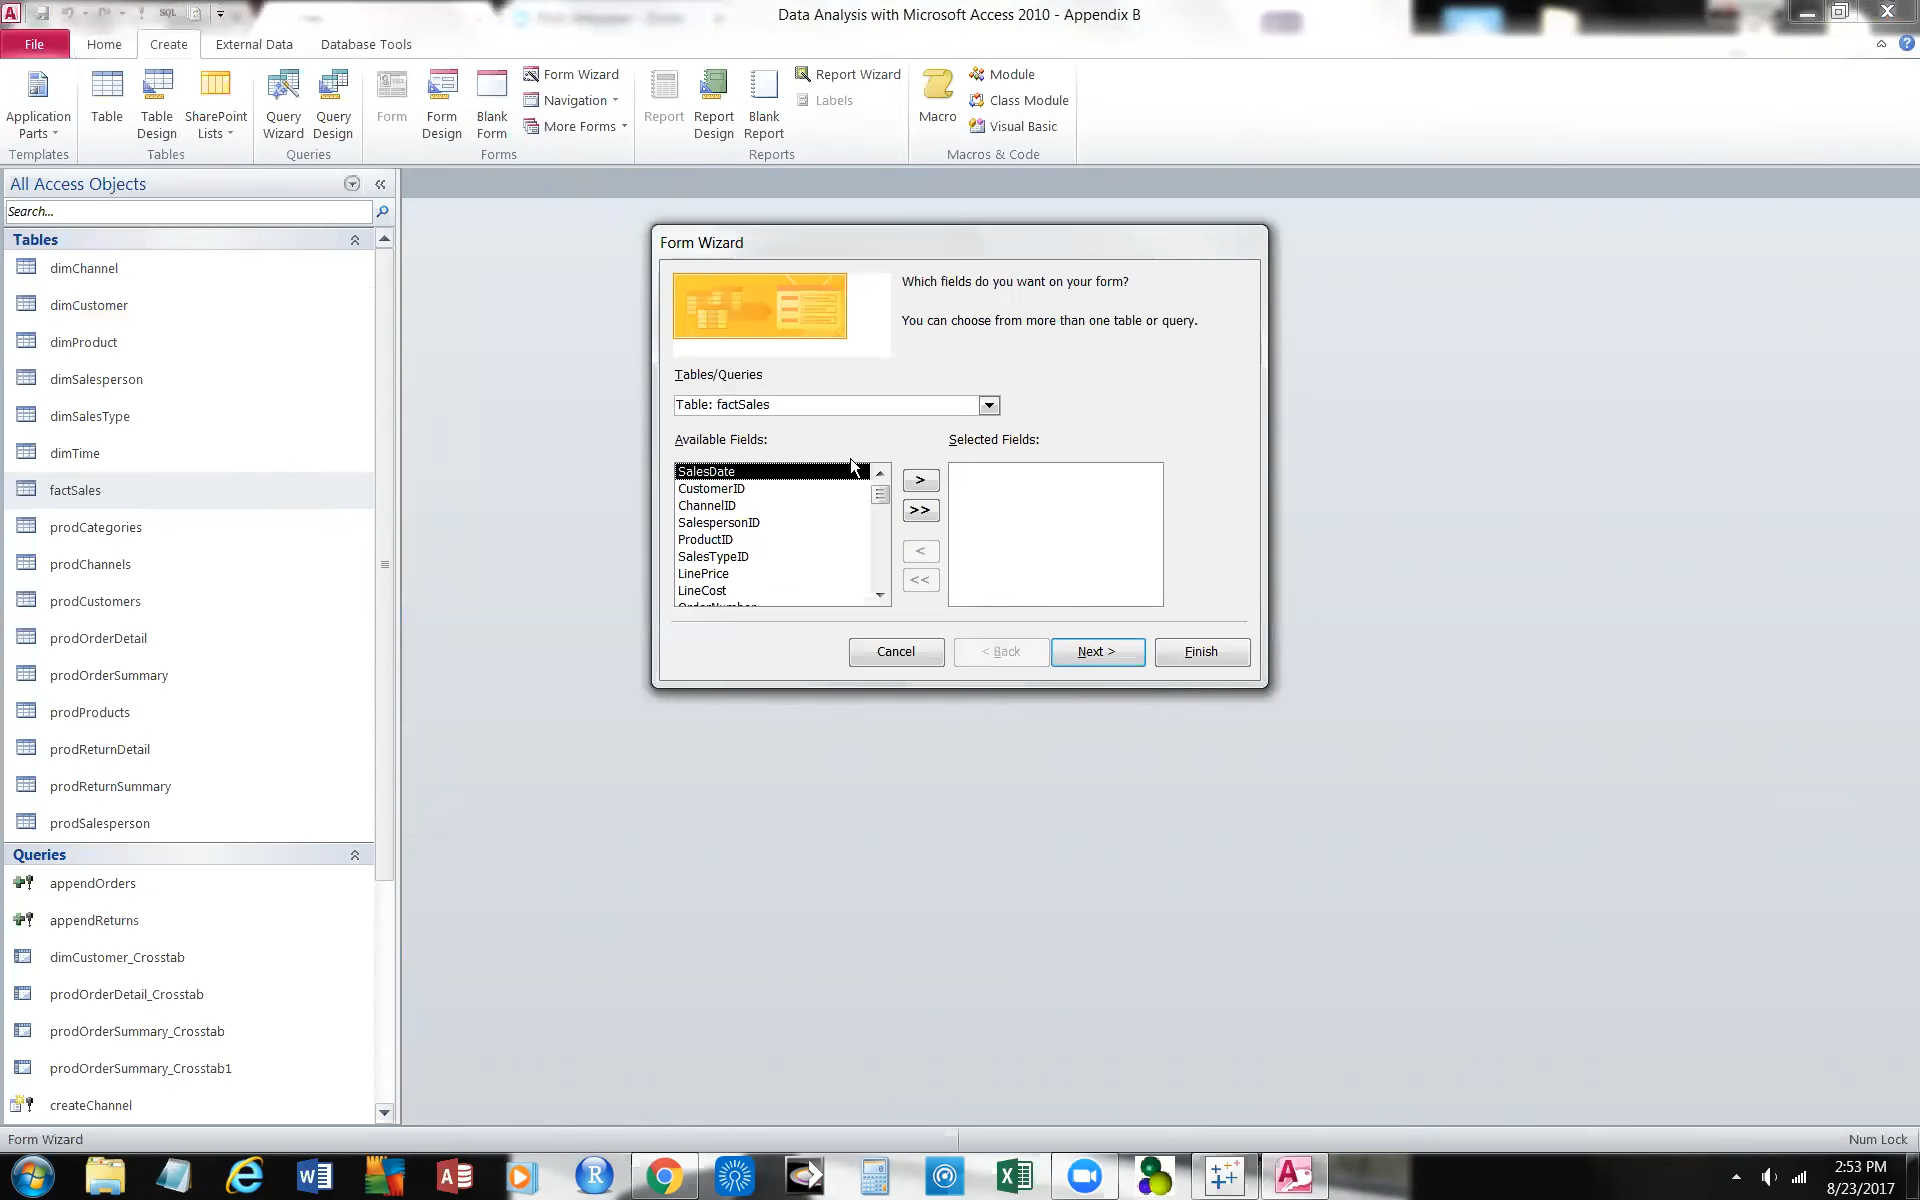 SQL
Data Analysis with Microsoft Access 2010 - Appendix B
File Home Create External Data Database Tools
Application Parts
Table
Table Design
SharePoint Lists
Query Wizard
Query Design
Form
Form Design
Blank Form
Form Wizard
Navigation
More Forms
Report
Report Design
Blank Report
Report Wizard
Labels
Macro
Module
Class Module
Visual Basic
Templates Tables Queries Forms Reports Macros & Code
All Access Objects
Search...
Tables
dimChannel
dimCustomer
dimProduct
dimSalesperson
dimSalesType
dimTime
factSales
prodCategories
prodChannels
prodCustomers
prodOrderDetail
prodOrderSummary
prodProducts
prodReturnDetail
prodReturnSummary
prodSalesperson
Queries
appendOrders
appendReturns
dimCustomer_Crosstab
prodOrderDetail_Crosstab
prodOrderSummary_Crosstab
prodOrderSummary_Crosstab1
createChannel
Form Wizard
Which fields do you want on your form?
You can choose from more than one table or query.
Tables/Queries
Table: factSales
Available Fields:
Selected Fields:
SalesDate
CustomerID
ChannelID
SalespersonID
ProductID
SalesTypeID
LinePrice
LineCost
OrderNumber
>
>>
<
<<
Cancel < Back Next > Finish
Form Wizard
Num Lock
2:53 PM
8/23/2017